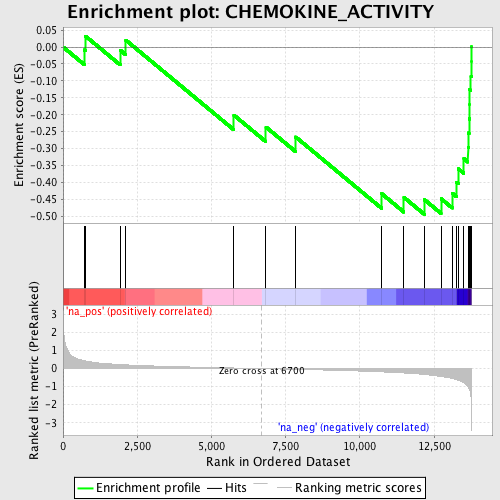 Enrichment plot: CHEMOKINE_ACTIVITY
Enrichment score (ES)
0.05
0.00
-0.05
-0.10
-0.15
-0.20
-0.25
-0.30
-0.35
-0.40
-0.45
-0.50
'na_pos' (positively correlated)
Ranked list metric (PreRanked)
3
2
1
0
-1
-2
-3
Zero cross at 6700
'na_neg' (negatively correlated)
0 2,500 5,000 7,500 10,000 12,500
Rank in Ordered Dataset
Enrichment profile Hits Ranking metric scores